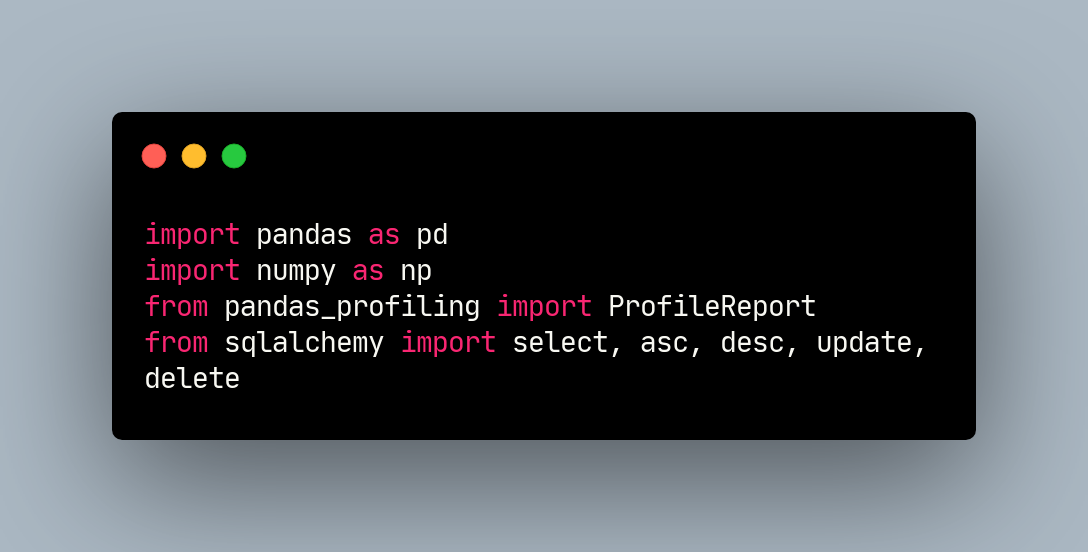 import pandas as pd
import numpy as np
from pandas_profiling import ProfileReport
from sqlalchemy import select, asc, desc, update,
delete